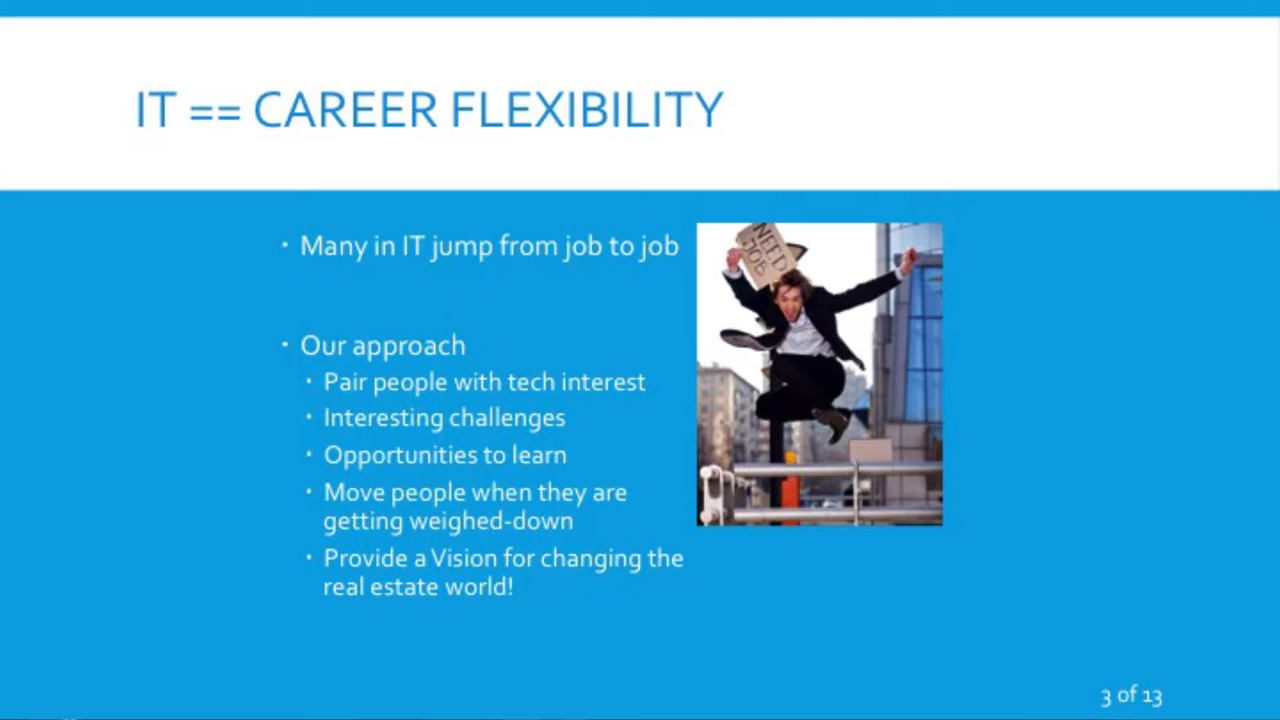 IT == CAREER FLEXIBILITY
· Many in IT jump from job to job
NEED
JOB
· Our approach
· Pair people with tech interest
· Interesting challenges
· Opportunities to learn
· Move people when they are
getting weighed-down
· Provide a Vision for changing the
real estate world!
3 of 13